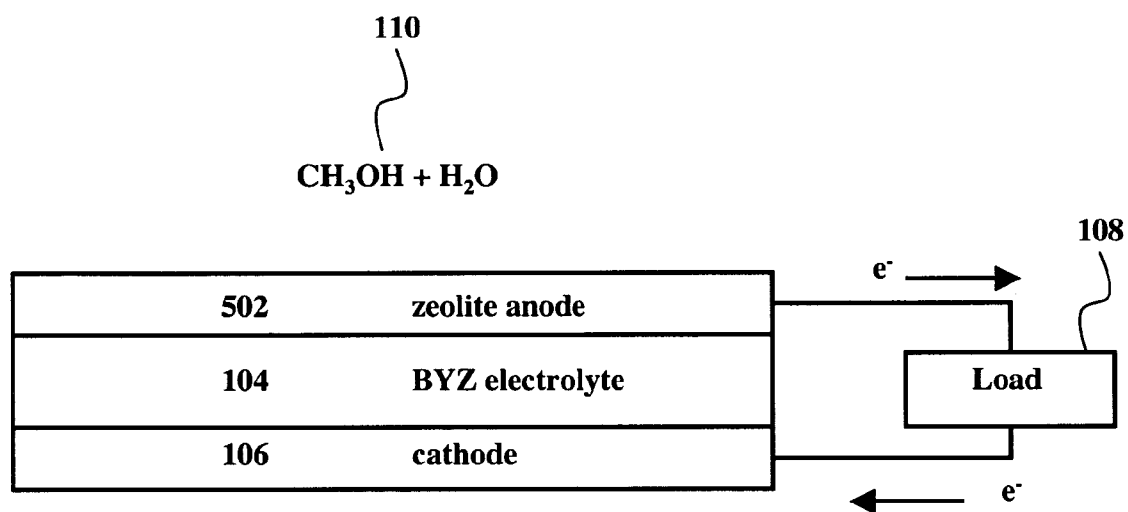 110
CH₃OH + H₂O
108
e⁻
502 zeolite anode
104 BYZ electrolyte
Load
106 cathode
e⁻